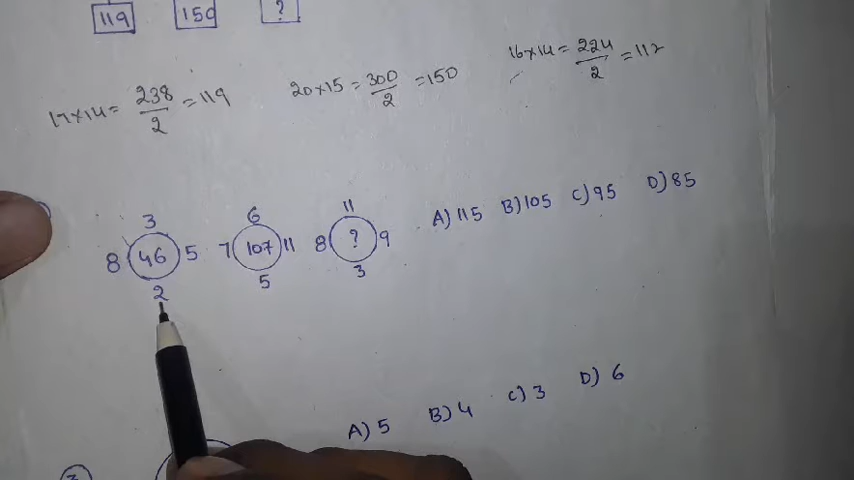 119 150 ?
17×14 = 238/2 = 119 20×15 = 300/2 = 150 16×14 = 224/2 = 112
3 6 11
8 46 5 7 107 11 8 ? 9 A) 115 B) 105 C) 95 D) 85
2 5 3
A) 5 B) 4 C) 3 D) 6